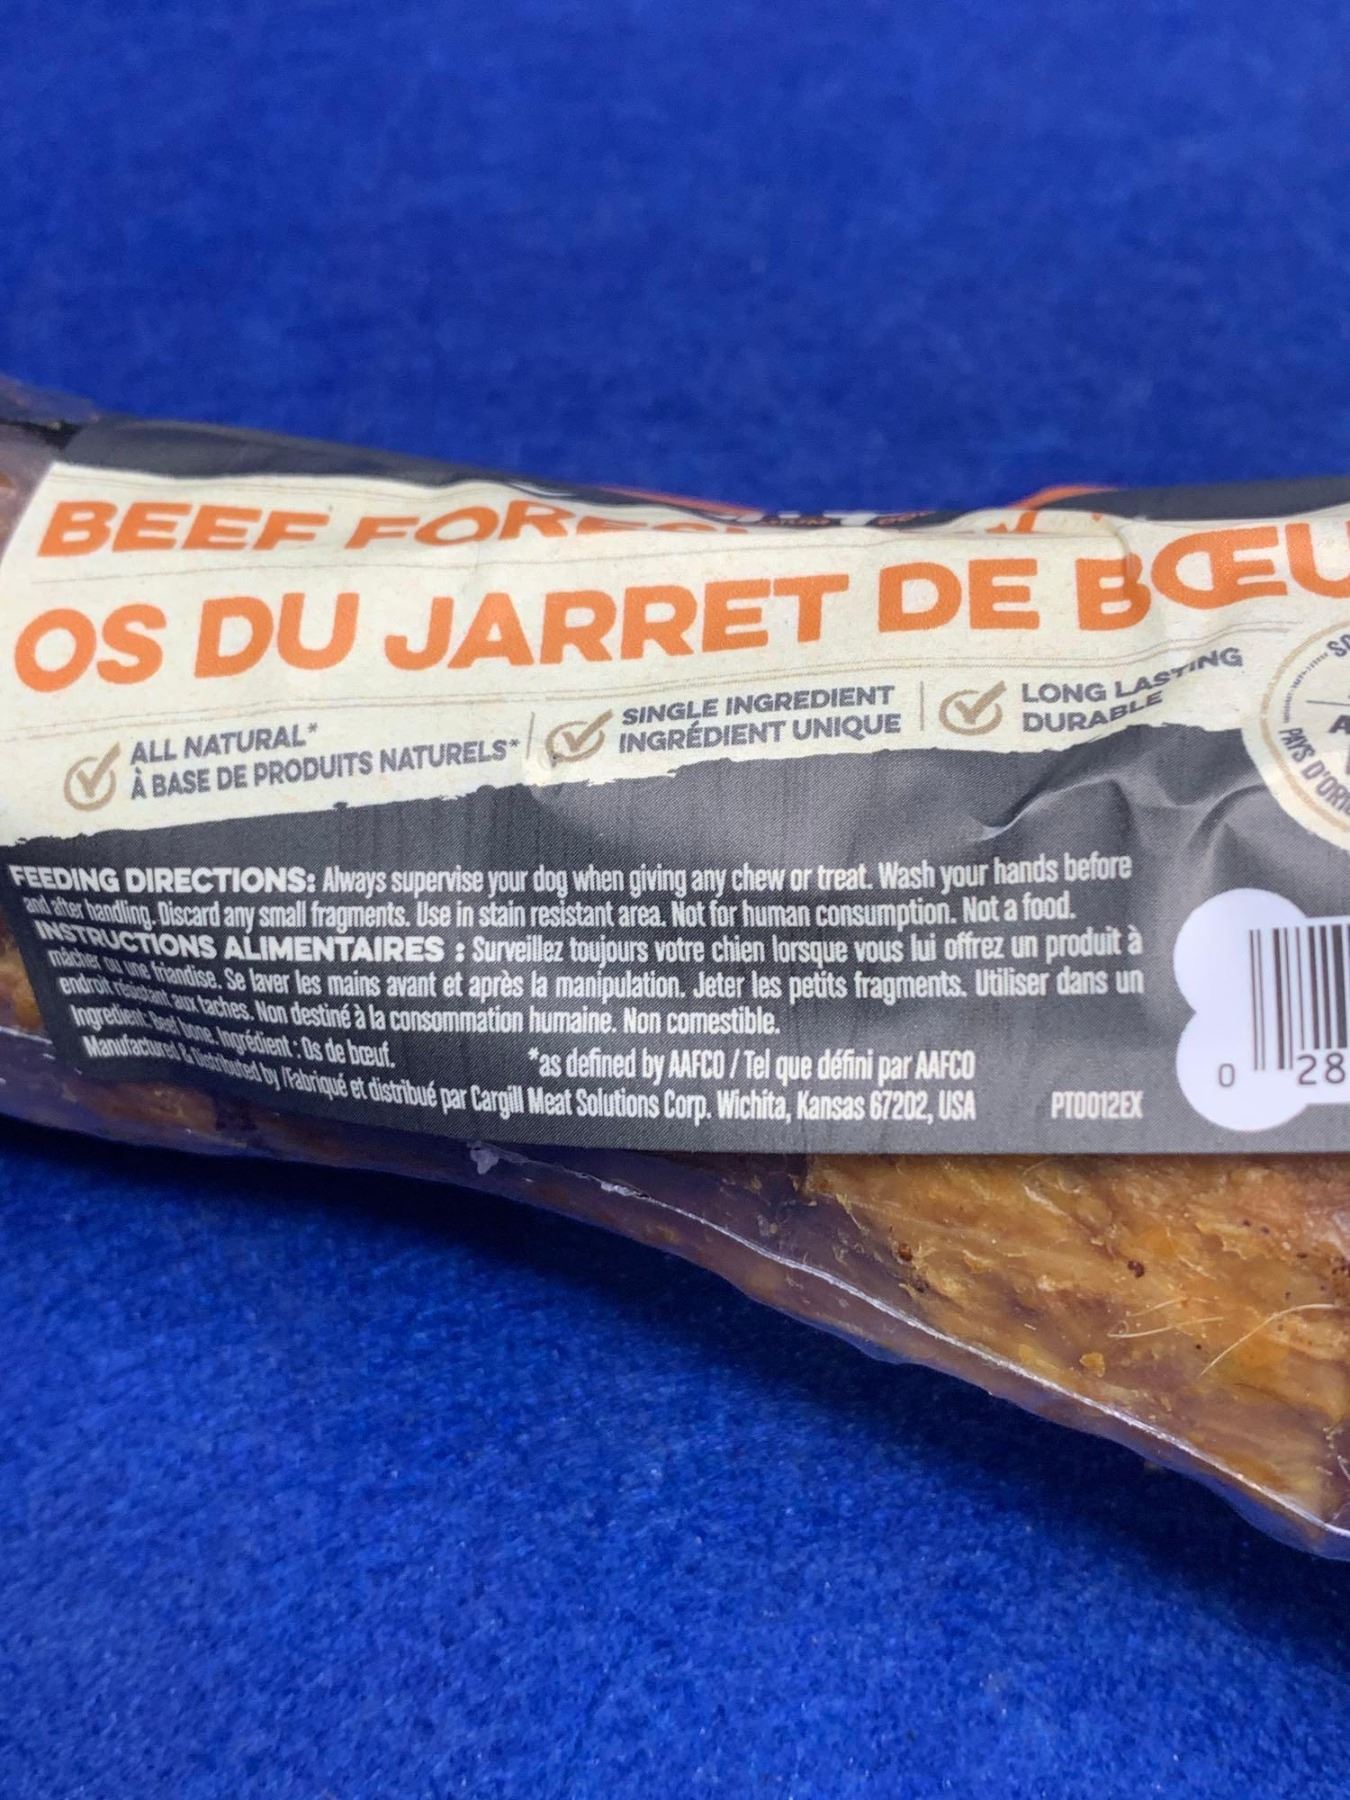 BEEF
OS DU JARRET DE BŒU
ALL NATURAL*
À BASE DE PRODUITS NATURELS*
SINGLE INGREDIENT
INGRÉDIENT UNIQUE
LONG LASTING
DURABLE
PAYS D'ORI
FEEDING DIRECTIONS: Always supervise your dog when giving any chew or treat. Wash your hands before
and after handling. Discard any small fragments. Use in stain resistant area. Not for human consumption. Not a food.
INSTRUCTIONS ALIMENTAIRES : Surveillez toujours votre chien lorsque vous lui offrez un produit à
mâcher ou une friandise. Se laver les mains avant et après la manipulation. Jeter les petits fragments. Utiliser dans un
endroit résistant aux taches. Non destiné à la consommation humaine. Non comestible.
Ingredient: beef bone. Ingrédient : Os de bœuf.
*as defined by AAFCO / Tel que défini par AAFCO
Manufactured & distributed by / Fabriqué et distribué par Cargill Meat Solutions Corp. Wichita, Kansas 67202, USA
PT0012EX
0 28